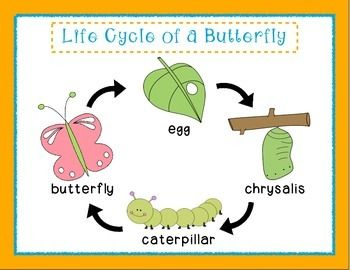 Life Cycle of a Butterfly
egg
butterfly
chrysalis
caterpillar